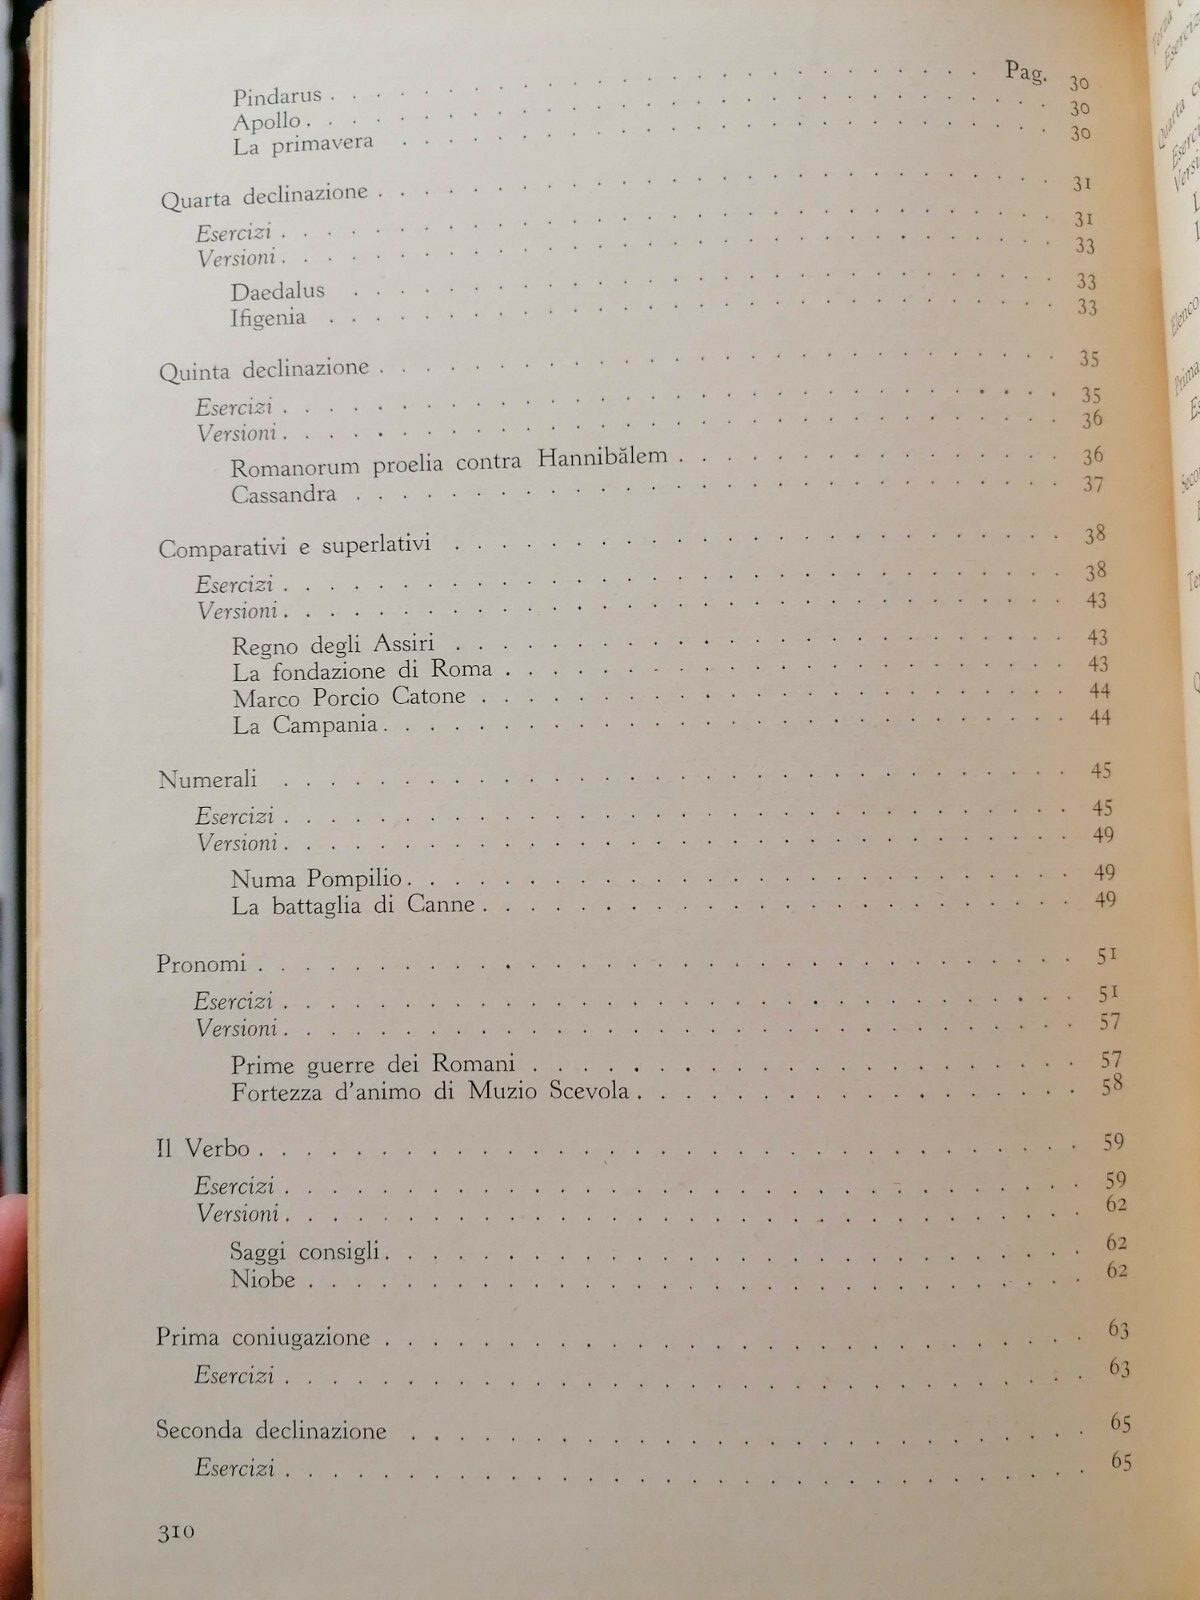 Pag.
Pindarus . . . . . . . . . . . . . . . . . . . . 30
Apollo . . . . . . . . . . . . . . . . . . . . 30
La primavera . . . . . . . . . . . . . . . . . . . . 30
Quarta declinazione . . . . . . . . . . . . . . . . . . . . 31
Esercizi . . . . . . . . . . . . . . . . . . . . 31
Versioni . . . . . . . . . . . . . . . . . . . . 33
Daedalus . . . . . . . . . . . . . . . . . . . . 33
Ifigenia . . . . . . . . . . . . . . . . . . . . 33
Quinta declinazione . . . . . . . . . . . . . . . . . . . . 35
Esercizi . . . . . . . . . . . . . . . . . . . . 35
Versioni . . . . . . . . . . . . . . . . . . . . 36
Romanorum proelia contra Hannibălem . . . . . . . . . . . . 36
Cassandra . . . . . . . . . . . . . . . . . . . . 37
Comparativi e superlativi . . . . . . . . . . . . . . . . . . 38
Esercizi . . . . . . . . . . . . . . . . . . . . 38
Versioni . . . . . . . . . . . . . . . . . . . . 43
Regno degli Assiri . . . . . . . . . . . . . . . . . . 43
La fondazione di Roma . . . . . . . . . . . . . . . . . 43
Marco Porcio Catone . . . . . . . . . . . . . . . . . . 44
La Campania . . . . . . . . . . . . . . . . . . . . 44
Numerali . . . . . . . . . . . . . . . . . . . . 45
Esercizi . . . . . . . . . . . . . . . . . . . . 45
Versioni . . . . . . . . . . . . . . . . . . . . 49
Numa Pompilio . . . . . . . . . . . . . . . . . . . 49
La battaglia di Canne . . . . . . . . . . . . . . . . . 49
Pronomi . . . . . . . . . . . . . . . . . . . . 51
Esercizi . . . . . . . . . . . . . . . . . . . . 51
Versioni . . . . . . . . . . . . . . . . . . . . 57
Prime guerre dei Romani . . . . . . . . . . . . . . . . 57
Fortezza d'animo di Muzio Scevola . . . . . . . . . . . . . 58
Il Verbo . . . . . . . . . . . . . . . . . . . . 59
Esercizi . . . . . . . . . . . . . . . . . . . . 59
Versioni . . . . . . . . . . . . . . . . . . . . 62
Saggi consigli . . . . . . . . . . . . . . . . . . . 62
Niobe . . . . . . . . . . . . . . . . . . . . 62
Prima coniugazione . . . . . . . . . . . . . . . . . . . 63
Esercizi . . . . . . . . . . . . . . . . . . . . 63
Seconda declinazione . . . . . . . . . . . . . . . . . . 65
Esercizi . . . . . . . . . . . . . . . . . . . . 65
310
Terza
Quarta
Elenco
Prima